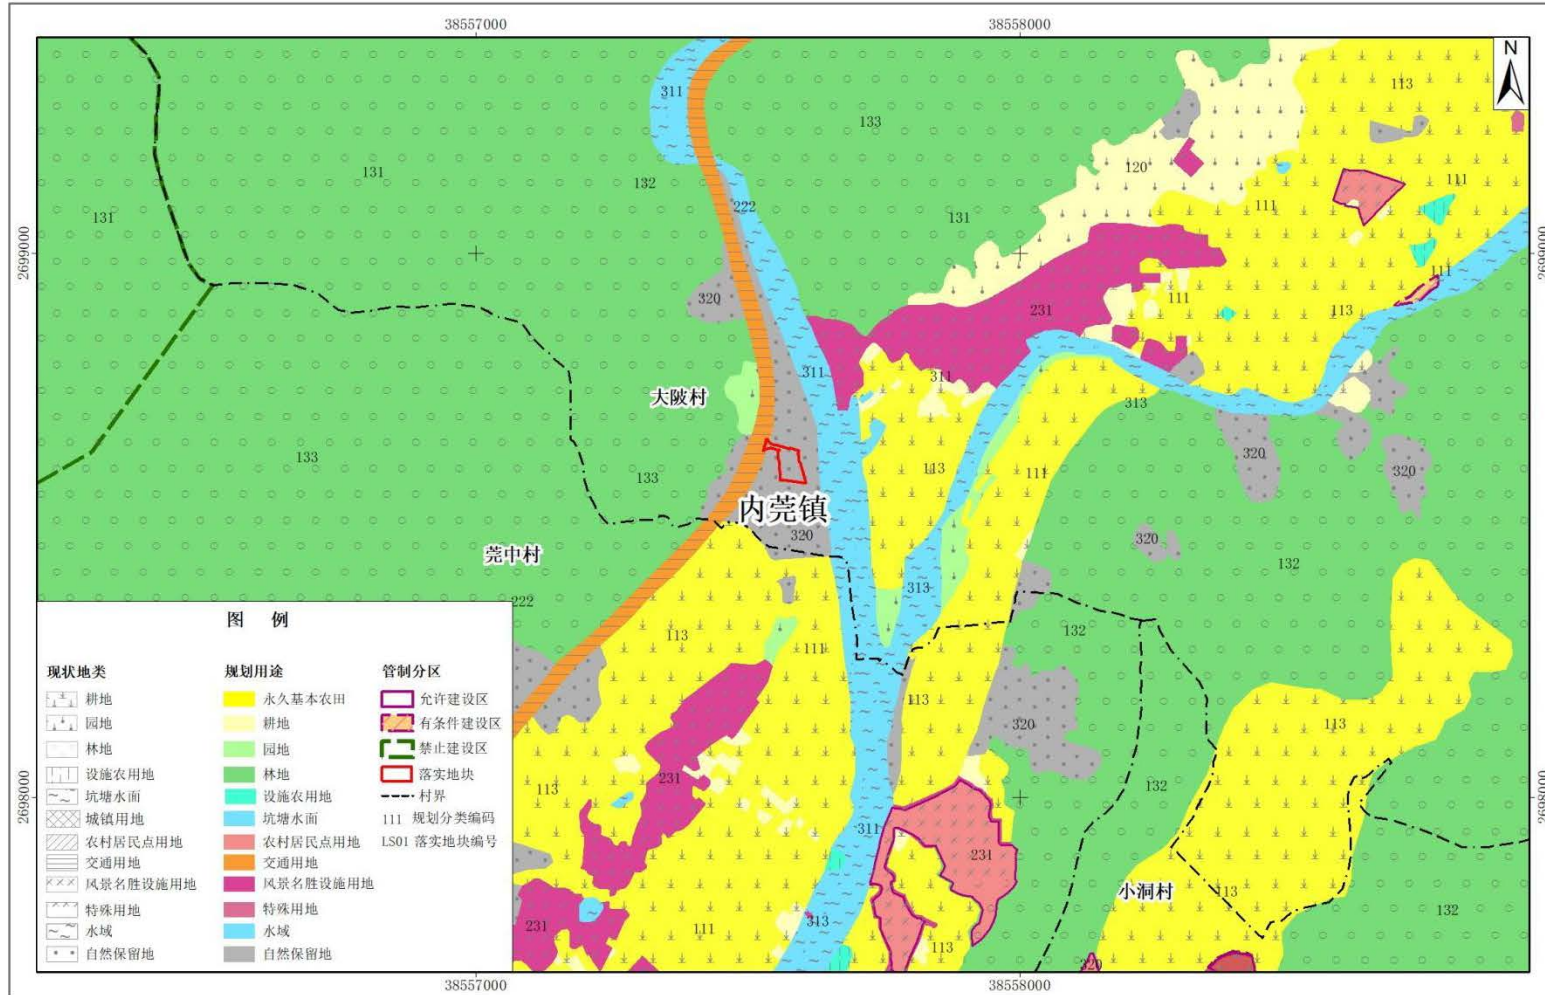 38557000
38558000
N
113
311
133
131
120
111
132
111
131
222
131
2699000
2699000
111
320
111
231
113
311
311
大陂村
313
133
113
111
320
320
133
内莞镇
320
320
莞中村
132
222
313
图 例
113
111
132
现状地类
规划用途
管制分区
耕地
永久基本农田
允许建设区
113
园地
耕地
有条件建设区
320
113
林地
园地
禁止建设区
设施农用地
林地
落实地块
231
132
坑塘水面
设施农用地
村界
113
2698000
2698000
城镇用地
坑塘水面
111 规划分类编码
农村居民点用地
农村居民点用地
LS01 落实地块编号
311
231
交通用地
交通用地
风景名胜设施用地
风景名胜设施用地
小洞村
113
特殊用地
特殊用地
132
水域
水域
231
111
313
自然保留地
自然保留地
113
320
38557000
38558000